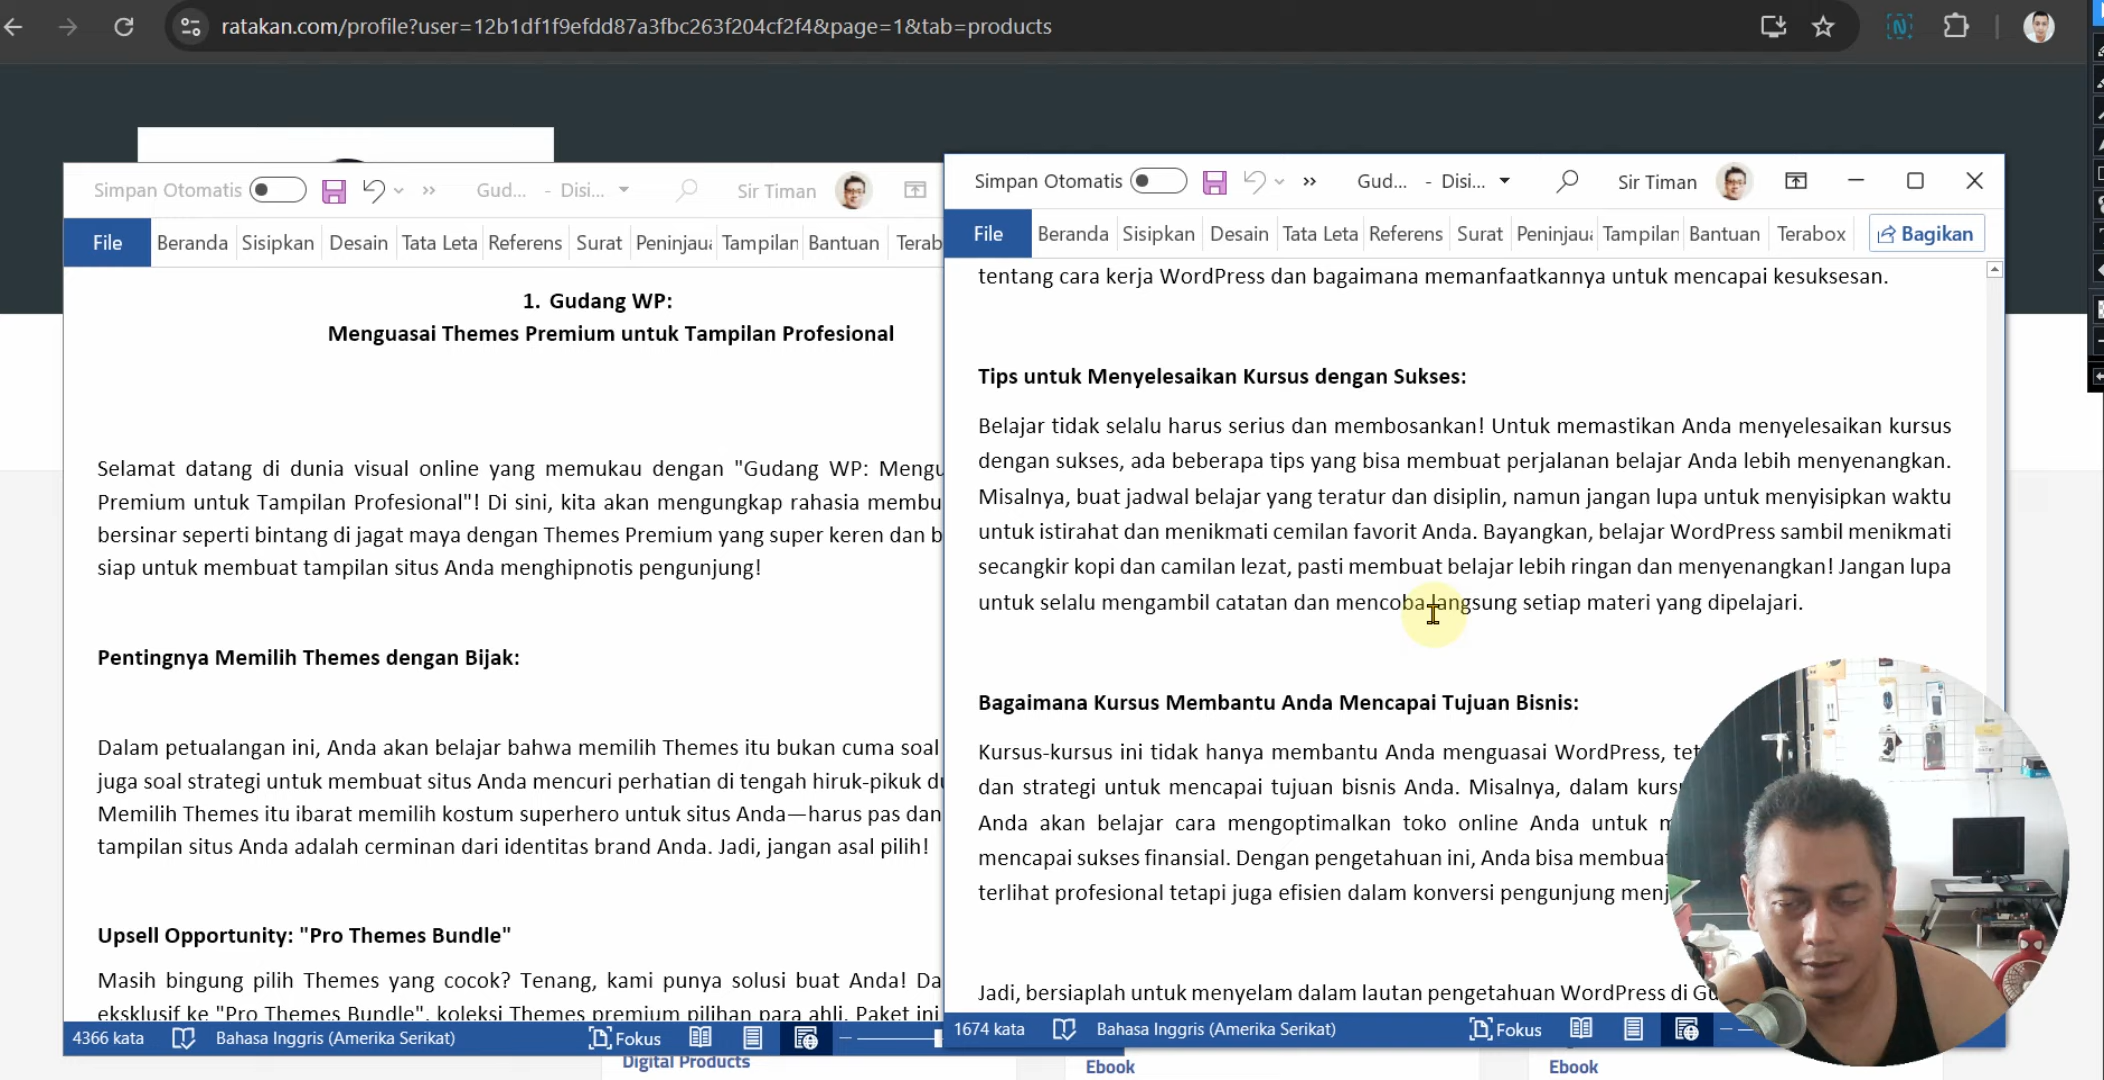 ratakan.com/profile?user=12b1df1f9efdd87a3fbc263f204cf2f4&page=1&tab=products
Simpan Otomatis
Gud... - Disi...
Sir Timan
File Beranda Sisipkan Desain Tata Leta Referens Surat Peninjau Tampilan Bantuan Terab
1. Gudang WP:
Menguasai Themes Premium untuk Tampilan Profesional
Selamat datang di dunia visual online yang memukau dengan "Gudang WP: Mengu
Premium untuk Tampilan Profesional"! Di sini, kita akan mengungkap rahasia membu
bersinar seperti bintang di jagat maya dengan Themes Premium yang super keren dan b
siap untuk membuat tampilan situs Anda menghipnotis pengunjung!
Pentingnya Memilih Themes dengan Bijak:
Dalam petualangan ini, Anda akan belajar bahwa memilih Themes itu bukan cuma soal
juga soal strategi untuk membuat situs Anda mencuri perhatian di tengah hiruk-pikuk du
Memilih Themes itu ibarat memilih kostum superhero untuk situs Anda—harus pas dan
tampilan situs Anda adalah cerminan dari identitas brand Anda. Jadi, jangan asal pilih!
Upsell Opportunity: "Pro Themes Bundle"
Masih bingung pilih Themes yang cocok? Tenang, kami punya solusi buat Anda! Da
eksklusif ke "Pro Themes Bundle", koleksi Themes premium pilihan para ahli. Paket ini
4366 kata Bahasa Inggris (Amerika Serikat) Fokus
Simpan Otomatis
Gud... - Disi...
Sir Timan
File Beranda Sisipkan Desain Tata Leta Referens Surat Peninjau Tampilan Bantuan Terabox Bagikan
tentang cara kerja WordPress dan bagaimana memanfaatkannya untuk mencapai kesuksesan.
Tips untuk Menyelesaikan Kursus dengan Sukses:
Belajar tidak selalu harus serius dan membosankan! Untuk memastikan Anda menyelesaikan kursus
dengan sukses, ada beberapa tips yang bisa membuat perjalanan belajar Anda lebih menyenangkan.
Misalnya, buat jadwal belajar yang teratur dan disiplin, namun jangan lupa untuk menyisipkan waktu
untuk istirahat dan menikmati cemilan favorit Anda. Bayangkan, belajar WordPress sambil menikmati
secangkir kopi dan camilan lezat, pasti membuat belajar lebih ringan dan menyenangkan! Jangan lupa
untuk selalu mengambil catatan dan mencoba langsung setiap materi yang dipelajari.
Bagaimana Kursus Membantu Anda Mencapai Tujuan Bisnis:
Kursus-kursus ini tidak hanya membantu Anda menguasai WordPress, tet
dan strategi untuk mencapai tujuan bisnis Anda. Misalnya, dalam kurs
Anda akan belajar cara mengoptimalkan toko online Anda untuk m
mencapai sukses finansial. Dengan pengetahuan ini, Anda bisa membuat
terlihat profesional tetapi juga efisien dalam konversi pengunjung menj
Jadi, bersiaplah untuk menyelam dalam lautan pengetahuan WordPress di Gu
1674 kata Bahasa Inggris (Amerika Serikat) Fokus
Digital Products
Ebook
Ebook